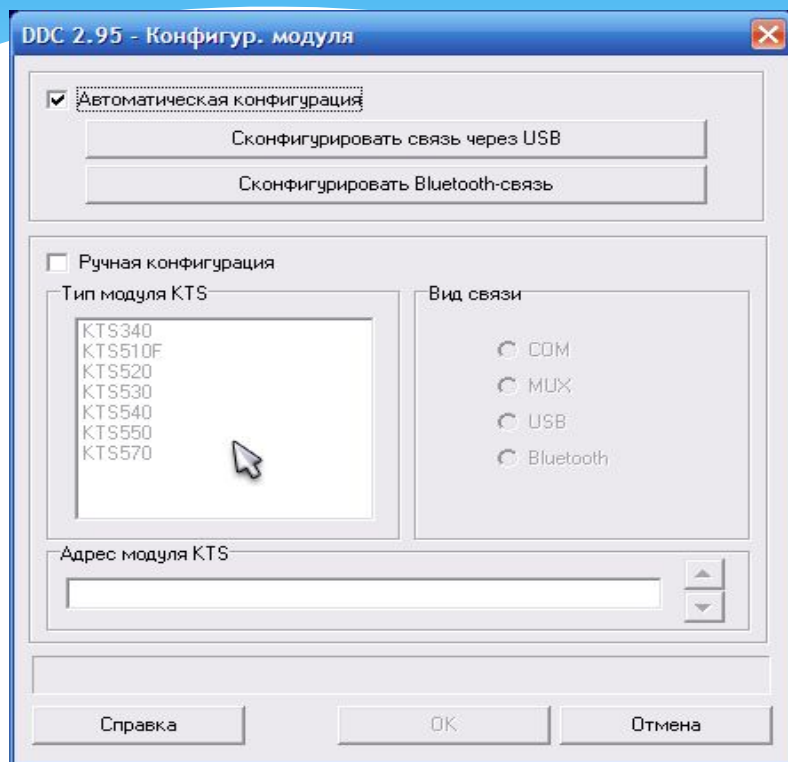 DDC 2.95 - Конфигур. модуля
Автоматическая конфигурация
Сконфигурировать связь через USB
Сконфигурировать Bluetooth-связь
Ручная конфигурация
Тип модуля KTS
KTS340
KTS510F
KTS520
KTS530
KTS540
KTS550
KTS570
Вид связи
COM
MUX
USB
Bluetooth
Адрес модуля KTS
Справка
OK
Отмена